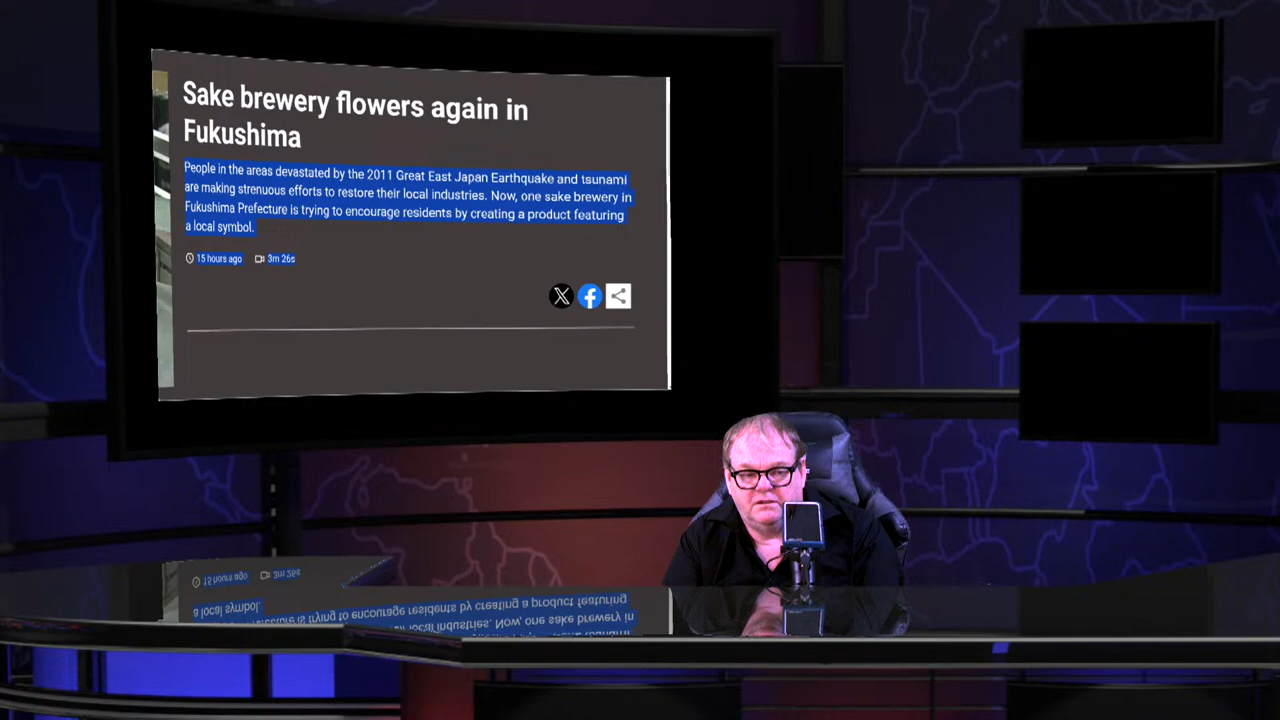 Sake brewery flowers again in
Fukushima
People in the areas devastated by the 2011 Great East Japan Earthquake and tsunami
are making strenuous efforts to restore their local industries. Now, one sake brewery in
Fukushima Prefecture is trying to encourage residents by creating a product featuring
a local symbol.
15 hours ago 3m 26s